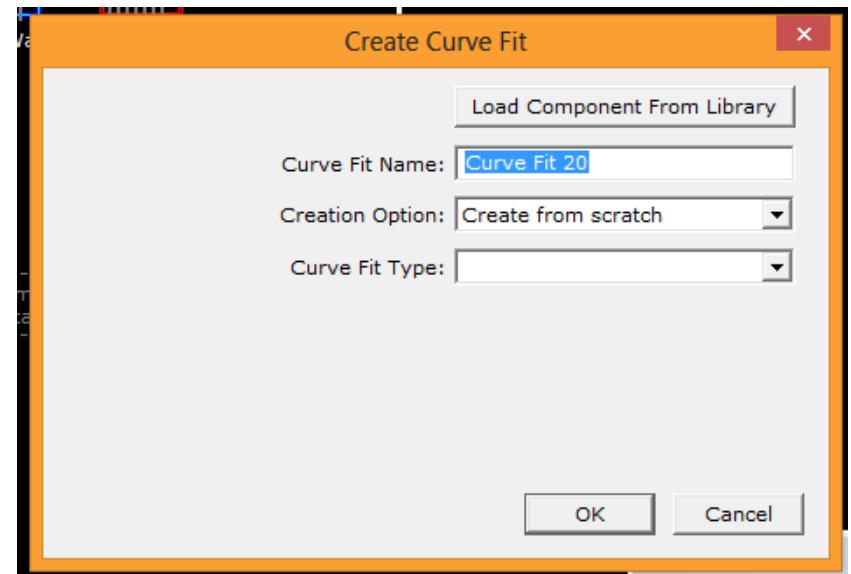 Create Curve Fit
Load Component From Library
Curve Fit Name: Curve Fit 20
Creation Option: Create from scratch
Curve Fit Type:
OK Cancel